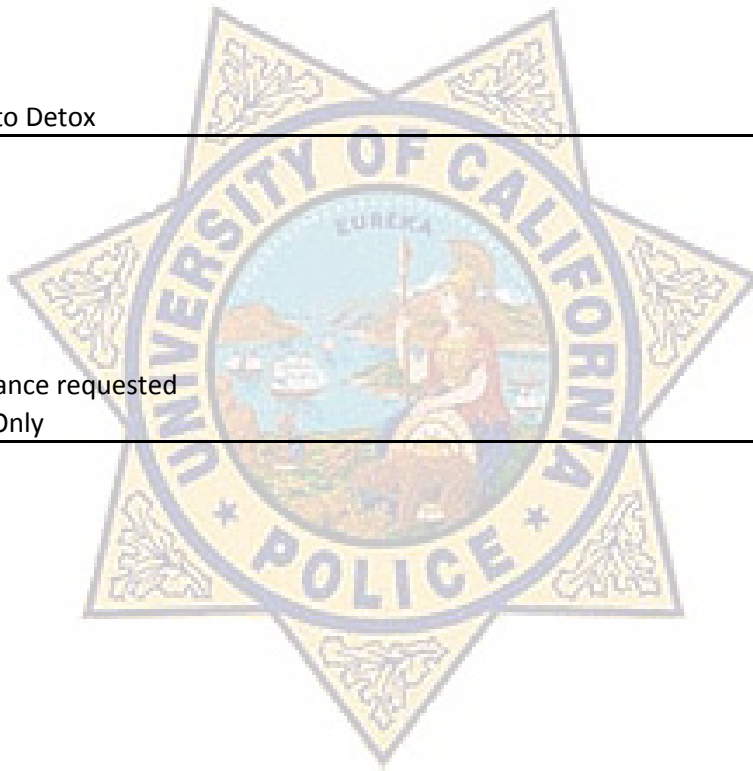 to Detox
UNIVERSITY OF CALIFORNIA
EUREKA
ance requested
Only
POLICE